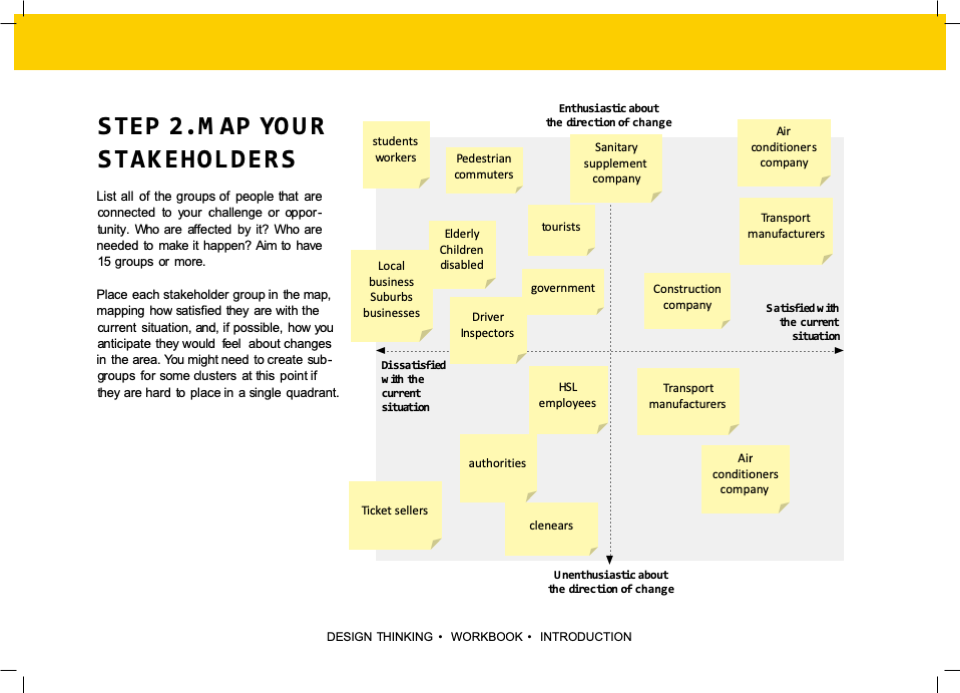 STEP 2.MAP YOUR
STAKEHOLDERS
List all of the groups of people that are
connected to your challenge or oppor-
tunity. Who are affected by it? Who are
needed to make it happen? Aim to have
15 groups or more.
Place each stakeholder group in the map,
mapping how satisfied they are with the
current situation, and, if possible, how you
anticipate they would feel about changes
in the area. You might need to create sub-
groups for some clusters at this point if
they are hard to place in a single quadrant.
Enthusiastic about
the direction of change
students
workers
Pedestrian
commuters
Sanitary
supplement
company
Air
conditioners
company
Elderly
Children
disabled
tourists
Transport
manufacturers
Local
business
Suburbs
businesses
government
Driver
Inspectors
Construction
company
Satisfied with
the current
situation
Dissatisfied
with the
current
situation
HSL
employees
Transport
manufacturers
authorities
Air
conditioners
company
Ticket sellers
clenears
Unenthusiastic about
the direction of change
DESIGN THINKING • WORKBOOK • INTRODUCTION